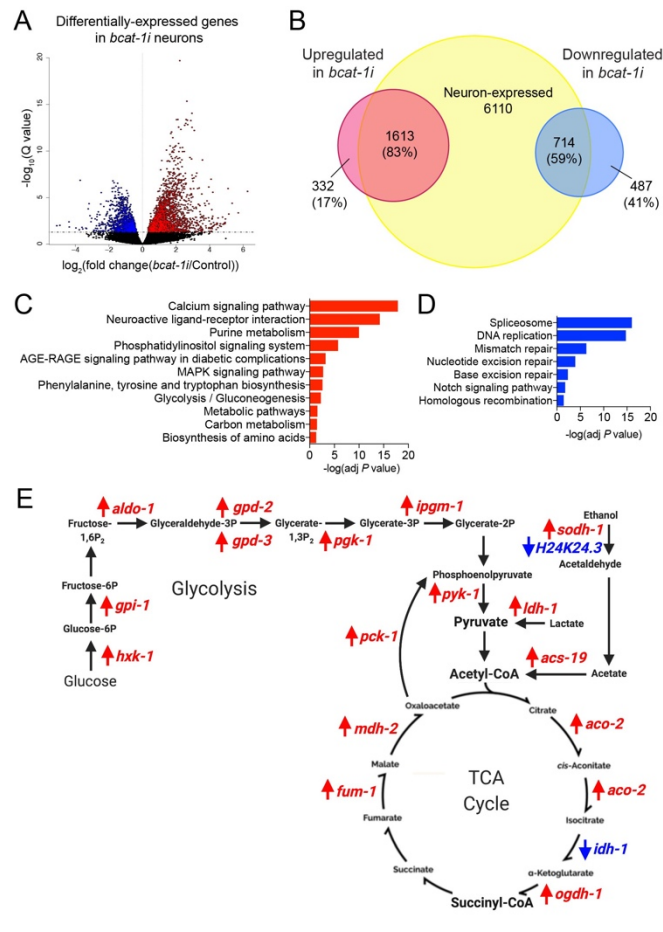 A
Differentially-expressed genes
in bcat-1i neurons
-log10(Q value)
20
15
10
5
0
-4
-2
0
2
4
6
log2(fold change(bcat-1i/Control))
B
Upregulated
in bcat-1i
Downregulated
in bcat-1i
Neuron-expressed
6110
1613
(83%)
714
(59%)
332
(17%)
487
(41%)
C
Calcium signaling pathway
Neuroactive ligand-receptor interaction
Purine metabolism
Phosphatidylinositol signaling system
AGE-RAGE signaling pathway in diabetic complications
MAPK signaling pathway
Phenylalanine, tyrosine and tryptophan biosynthesis
Glycolysis / Gluconeogenesis
Metabolic pathways
Carbon metabolism
Biosynthesis of amino acids
0 5 10 15 20
-log(adj P value)
D
Spliceosome
DNA replication
Mismatch repair
Nucleotide excision repair
Base excision repair
Notch signaling pathway
Homologous recombination
0 5 10 15 20
-log(adj P value)
E
aldo-1
gpd-2
ipgm-1
Fructose-
1,6P2
Glyceraldehyde-3P
Glycerate-
1,3P2
Glycerate-3P
Glycerate-2P
gpd-3
pgk-1
Ethanol
sodh-1
H24K24.3
Acetaldehyde
Glycolysis
Fructose-6P
gpi-1
Glucose-6P
hxk-1
Glucose
Phosphoenolpyruvate
pyk-1
ldh-1
Pyruvate
Lactate
pck-1
acs-19
Acetyl-CoA
Acetate
Oxaloacetate
Citrate
mdh-2
aco-2
Malate
cis-Aconitate
TCA
Cycle
fum-1
aco-2
Fumarate
Isocitrate
idh-1
Succinate
α-Ketoglutarate
ogdh-1
Succinyl-CoA